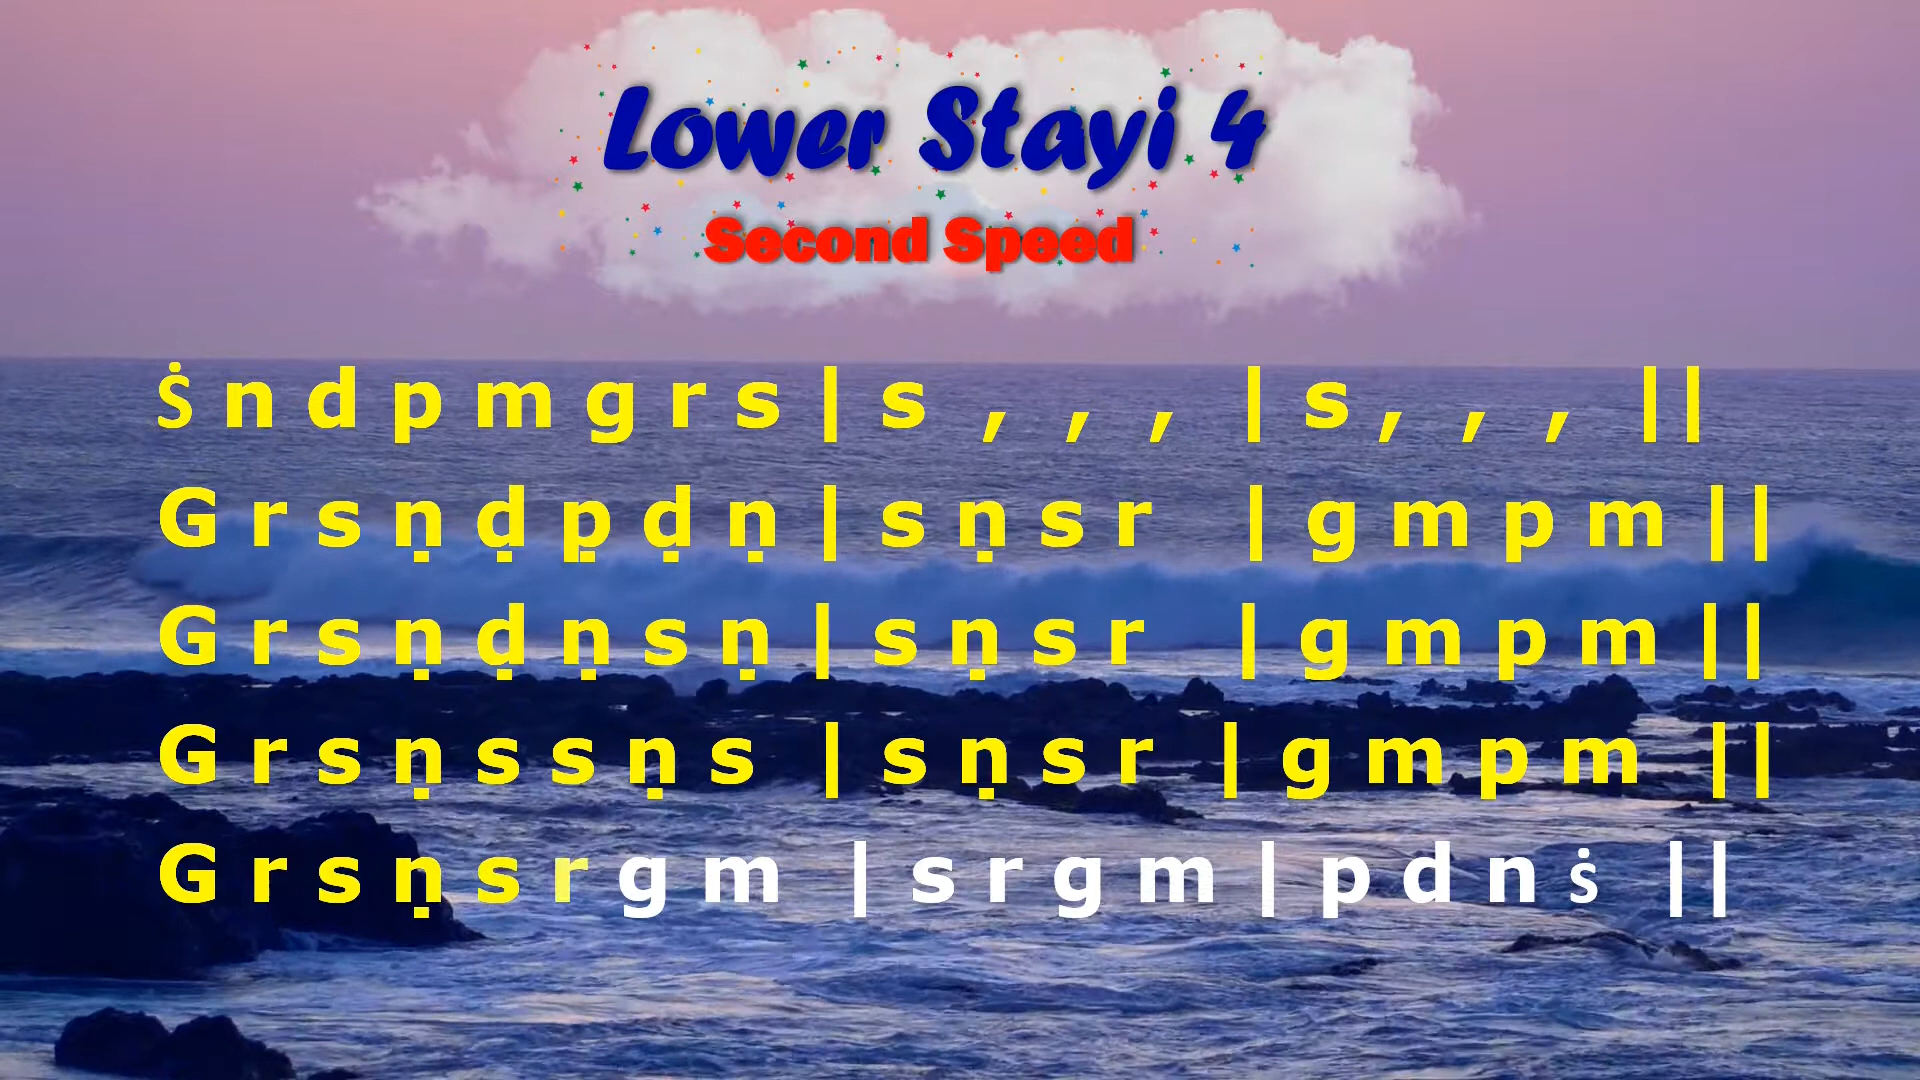 Lower Stayi 4
Second Speed
Ṡ n d p m g r s | s , , , | s , , , ||
G r s ṇ ḍ p̣ ḍ ṇ | s ṇ s r | g m p m ||
G r s ṇ ḍ ṇ s ṇ | s ṇ s r | g m p m ||
G r s ṇ s s ṇ s | s ṇ s r | g m p m ||
G r s ṇ s r g m | s r g m | p d n ṡ ||